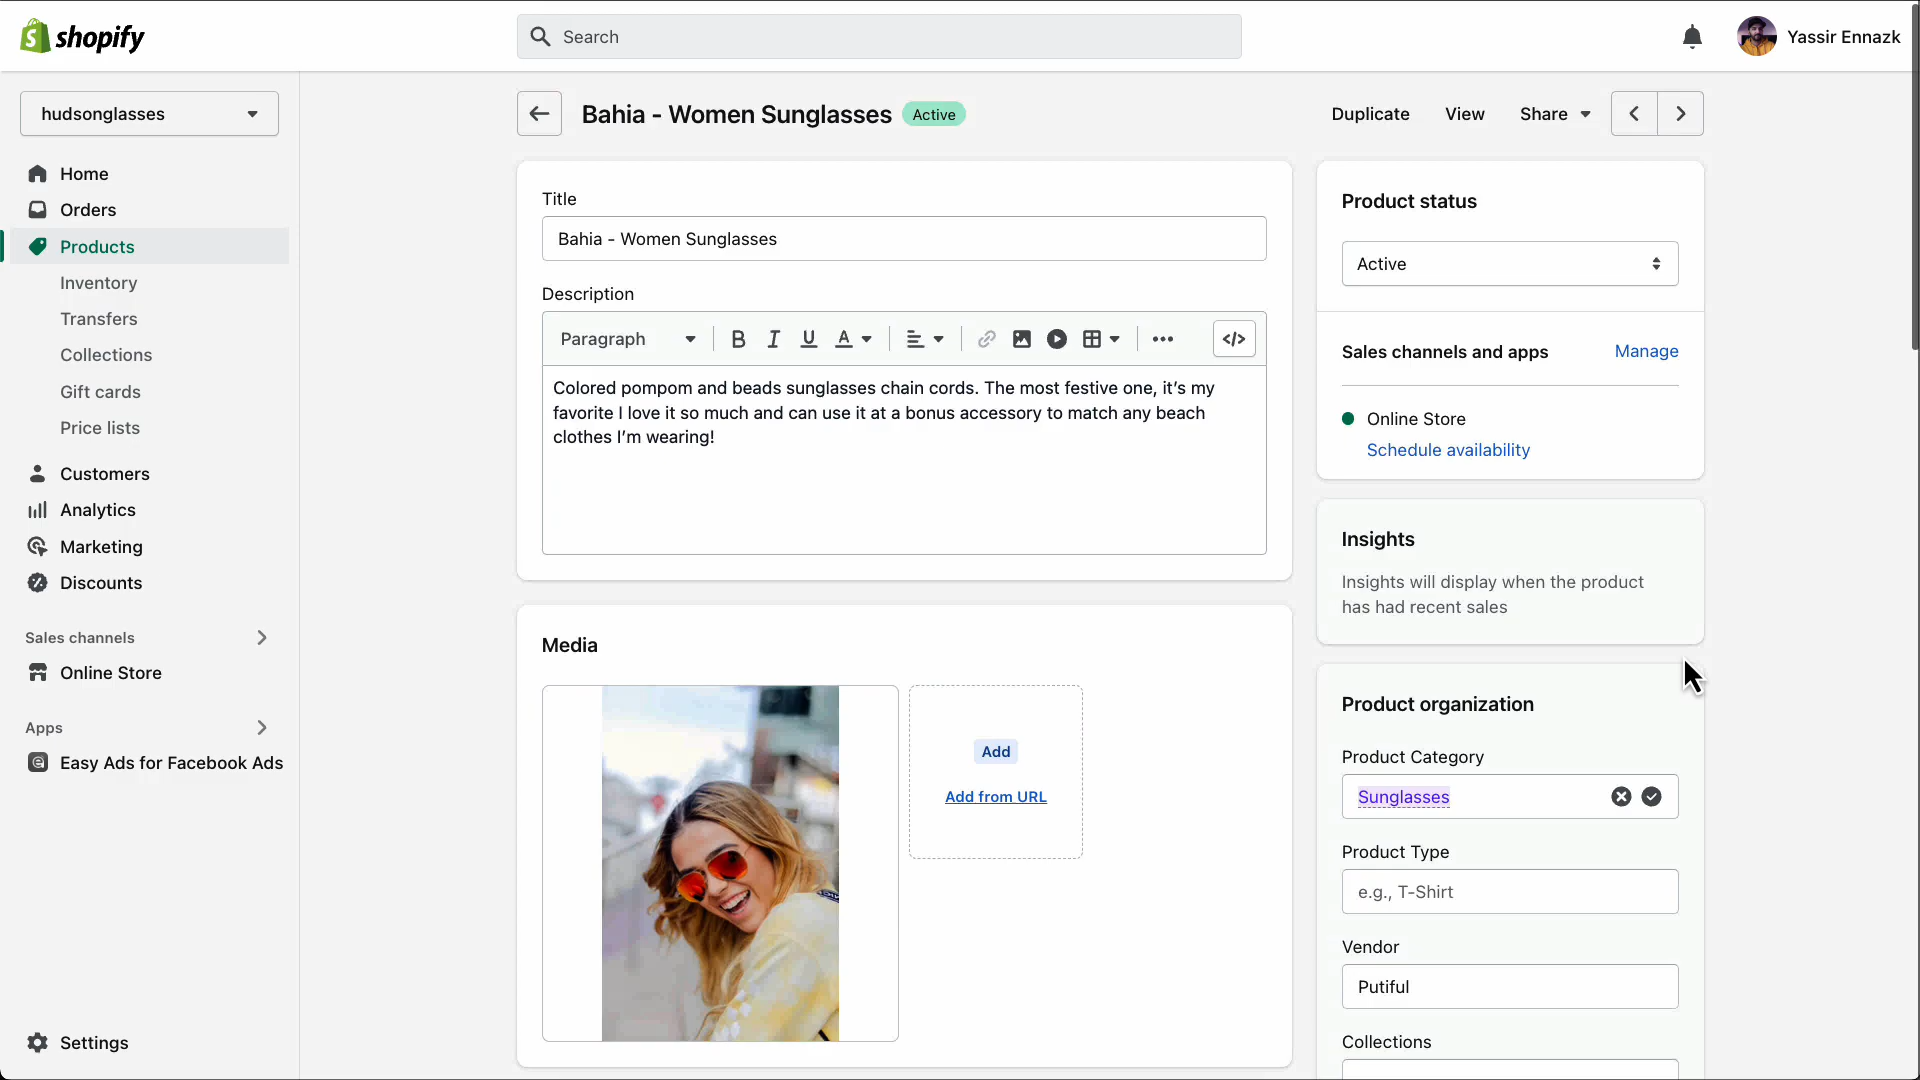 shopify
Search
Yassir Ennazk
hudsonglasses
Home
Orders
Products
Inventory
Transfers
Collections
Gift cards
Price lists
Customers
Analytics
Marketing
Discounts
Sales channels
Online Store
Apps
Easy Ads for Facebook Ads
Settings
Bahia - Women Sunglasses Active
Duplicate View Share
Title
Bahia - Women Sunglasses
Description
Paragraph B I U A </>
Colored pompom and beads sunglasses chain cords. The most festive one, it’s my
favorite I love it so much and can use it at a bonus accessory to match any beach
clothes I’m wearing!
Media
Add
Add from URL
Product status
Active
Sales channels and apps Manage
Online Store
Schedule availability
Insights
Insights will display when the product
has had recent sales
Product organization
Product Category
Sunglasses
Product Type
e.g., T-Shirt
Vendor
Putiful
Collections